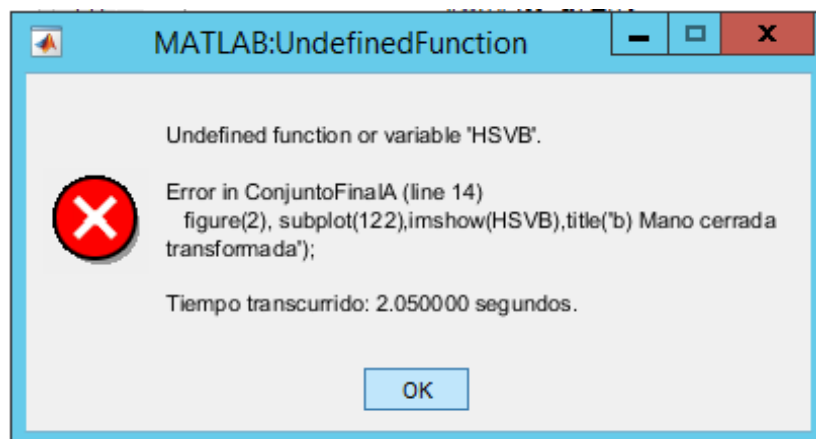 MATLAB:UndefinedFunction
Undefined function or variable 'HSVB'.
Error in ConjuntoFinalA (line 14)
figure(2), subplot(122),imshow(HSVB),title('b) Mano cerrada
transformada');
Tiempo transcurrido: 2.050000 segundos.
OK